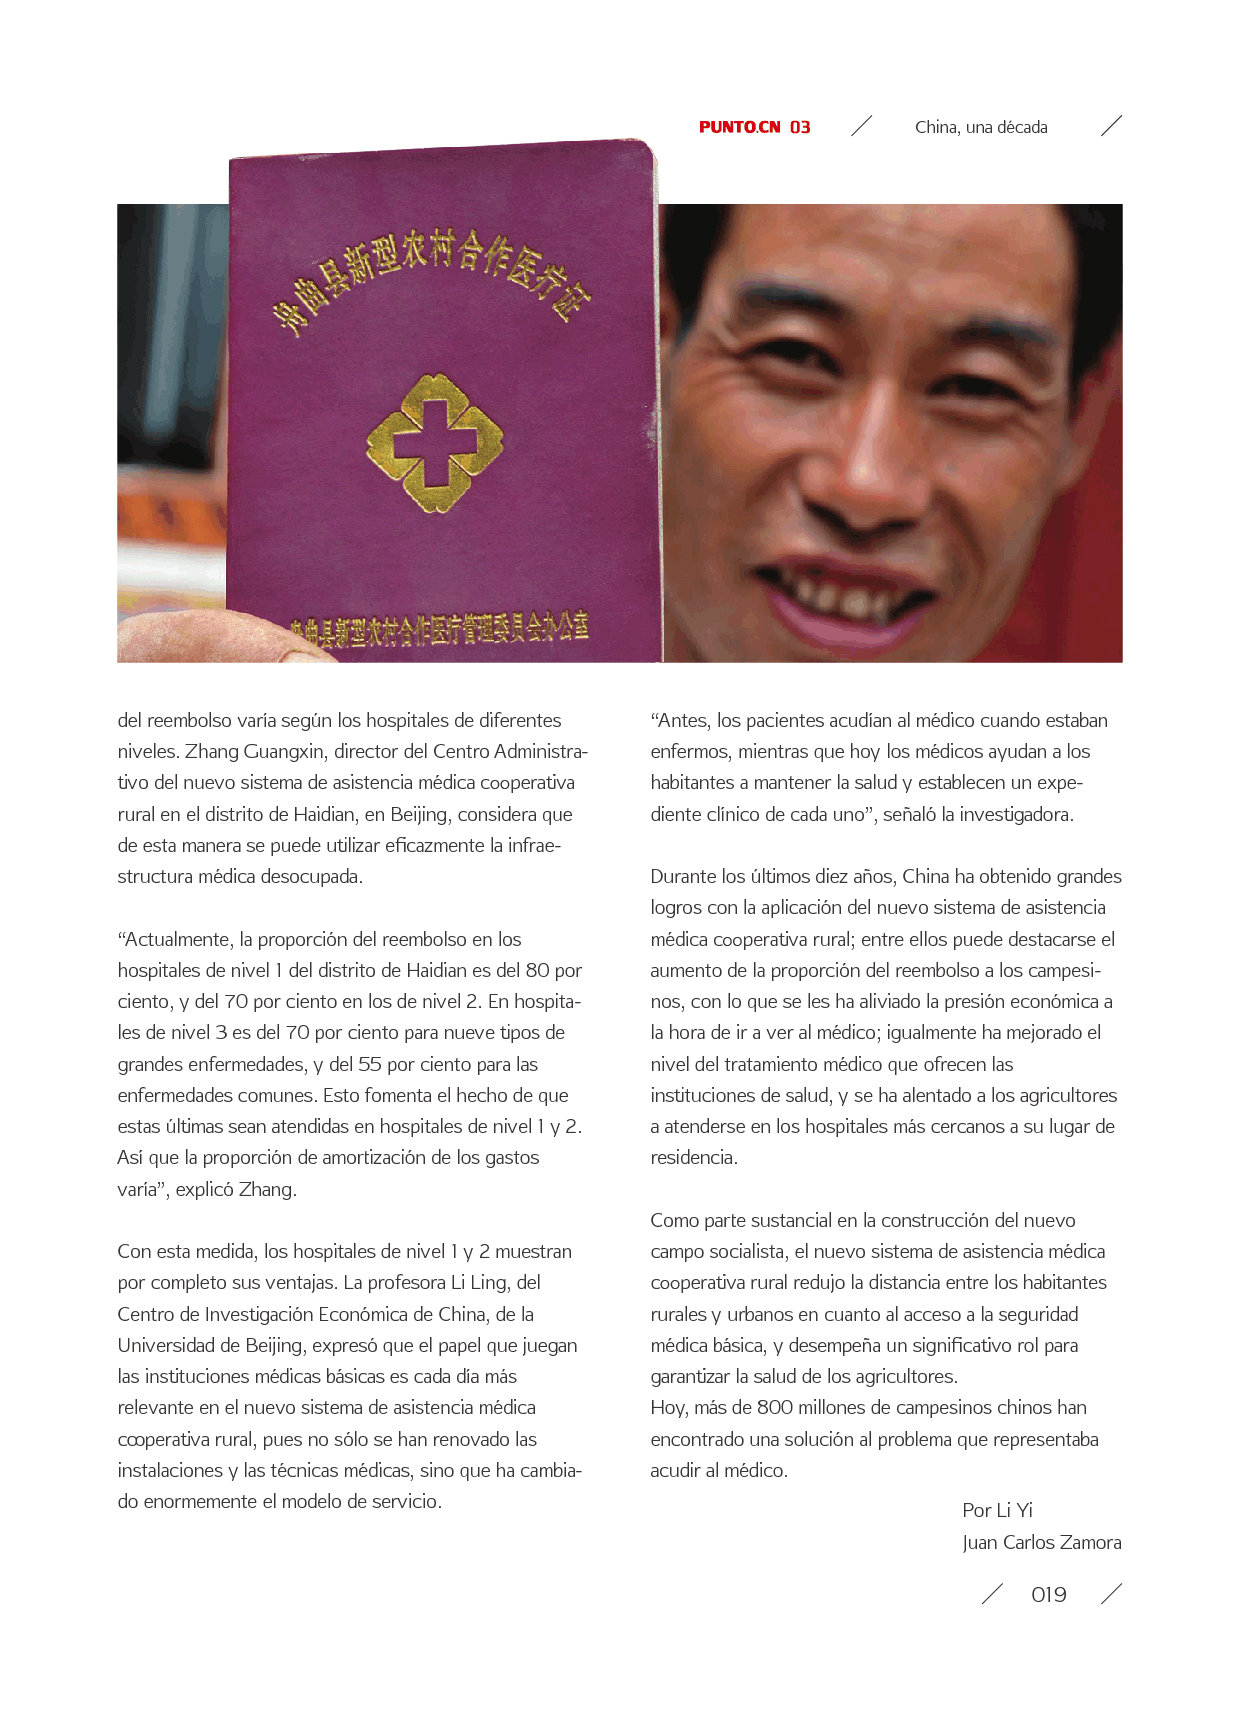 PUNTO.CN 03
China, una década
舟曲县新型农村合作医疗证
舟曲县新型农村合作医疗管理委员会办公室
del reembolso varía según los hospitales de diferentes
niveles. Zhang Guangxin, director del Centro Administra-
tivo del nuevo sistema de asistencia médica cooperativa
rural en el distrito de Haidian, en Beijing, considera que
de esta manera se puede utilizar eficazmente la infrae-
structura médica desocupada.
“Actualmente, la proporción del reembolso en los
hospitales de nivel 1 del distrito de Haidian es del 80 por
ciento, y del 70 por ciento en los de nivel 2. En hospita-
les de nivel 3 es del 70 por ciento para nueve tipos de
grandes enfermedades, y del 55 por ciento para las
enfermedades comunes. Esto fomenta el hecho de que
estas últimas sean atendidas en hospitales de nivel 1 y 2.
Así que la proporción de amortización de los gastos
varía”, explicó Zhang.
Con esta medida, los hospitales de nivel 1 y 2 muestran
por completo sus ventajas. La profesora Li Ling, del
Centro de Investigación Económica de China, de la
Universidad de Beijing, expresó que el papel que juegan
las instituciones médicas básicas es cada día más
relevante en el nuevo sistema de asistencia médica
cooperativa rural, pues no sólo se han renovado las
instalaciones y las técnicas médicas, sino que ha cambia-
do enormemente el modelo de servicio.
“Antes, los pacientes acudían al médico cuando estaban
enfermos, mientras que hoy los médicos ayudan a los
habitantes a mantener la salud y establecen un expe-
diente clínico de cada uno”, señaló la investigadora.
Durante los últimos diez años, China ha obtenido grandes
logros con la aplicación del nuevo sistema de asistencia
médica cooperativa rural; entre ellos puede destacarse el
aumento de la proporción del reembolso a los campesi-
nos, con lo que se les ha aliviado la presión económica a
la hora de ir a ver al médico; igualmente ha mejorado el
nivel del tratamiento médico que ofrecen las
instituciones de salud, y se ha alentado a los agricultores
a atenderse en los hospitales más cercanos a su lugar de
residencia.
Como parte sustancial en la construcción del nuevo
campo socialista, el nuevo sistema de asistencia médica
cooperativa rural redujo la distancia entre los habitantes
rurales y urbanos en cuanto al acceso a la seguridad
médica básica, y desempeña un significativo rol para
garantizar la salud de los agricultores.
Hoy, más de 800 millones de campesinos chinos han
encontrado una solución al problema que representaba
acudir al médico.
Por Li Yi
Juan Carlos Zamora
019